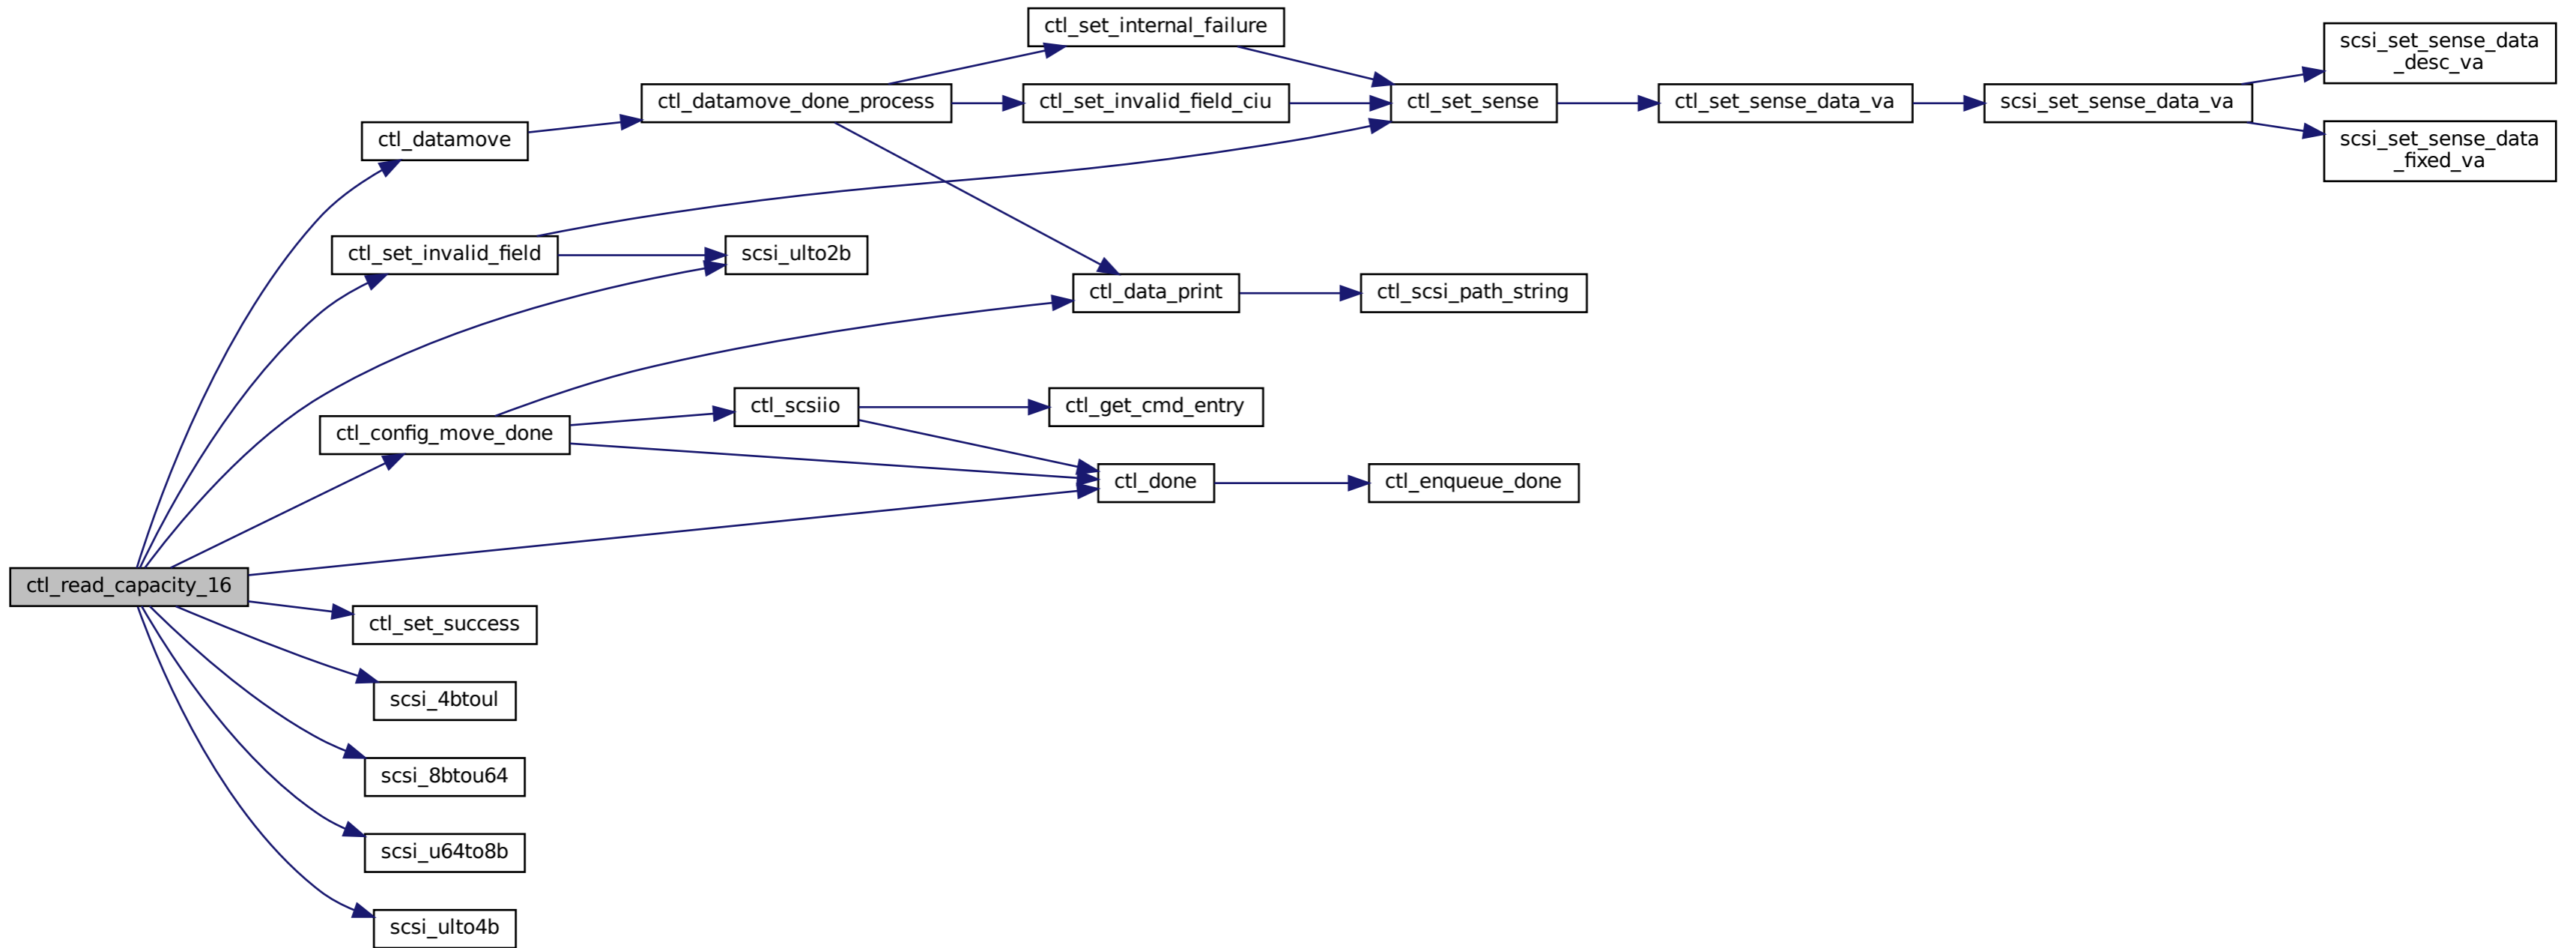 ctl_set_internal_failure
scsi_set_sense_data
_desc_va
ctl_datamove_done_process
ctl_set_invalid_field_ciu
ctl_set_sense
ctl_set_sense_data_va
scsi_set_sense_data_va
ctl_datamove
scsi_set_sense_data
_fixed_va
ctl_set_invalid_field
scsi_ulto2b
ctl_data_print
ctl_scsi_path_string
ctl_config_move_done
ctl_scsiio
ctl_get_cmd_entry
ctl_done
ctl_enqueue_done
ctl_read_capacity_16
ctl_set_success
scsi_4btoul
scsi_8btou64
scsi_u64to8b
scsi_ulto4b